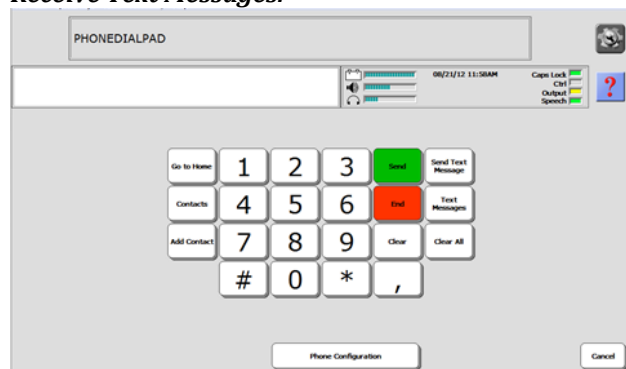 Receive Text Messages.
PHONEDIALPAD
08/21/12 11:58AM
Caps Lock
Ctrl
Output
Speech
?
Go to Home
1
2
3
Send
Send Text
Message
Contacts
4
5
6
End
Text
Messages
Add Contact
7
8
9
Clear
Clear All
#
0
*
,
Phone Configuration
Cancel